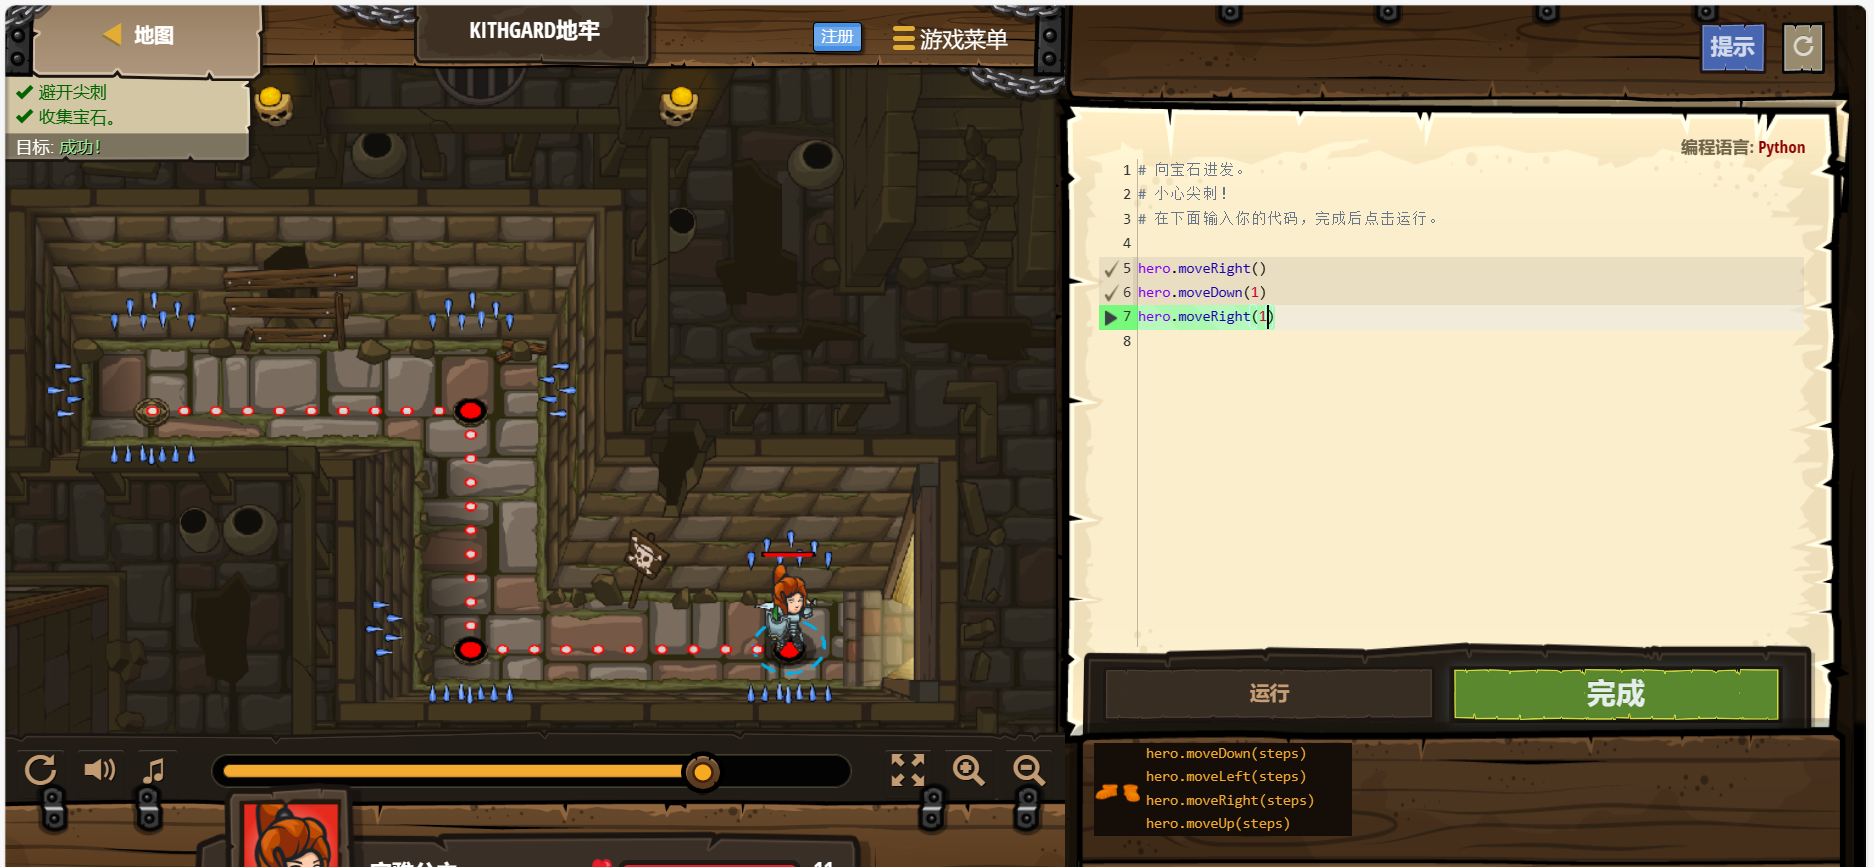 地图
KITHGARD地牢
注册
游戏菜单
避开尖刺
收集宝石。
目标: 成功!
提示
编程语言: Python
1 # 向宝石进发。
2 # 小心尖刺!
3 # 在下面输入你的代码，完成后点击运行。
4
5 hero.moveRight()
6 hero.moveDown(1)
7 hero.moveRight(1)
8
运行
完成
hero.moveDown(steps)
hero.moveLeft(steps)
hero.moveRight(steps)
hero.moveUp(steps)
11